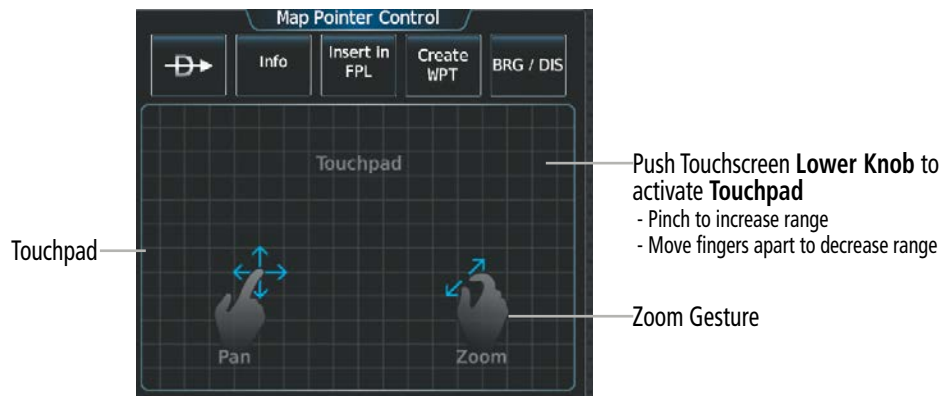 Map Pointer Control
Info
Insert In
FPL
Create
WPT
BRG / DIS
Touchpad
Push Touchscreen Lower Knob to
activate Touchpad
- Pinch to increase range
- Move fingers apart to decrease range
Touchpad
Zoom Gesture
Pan
Zoom